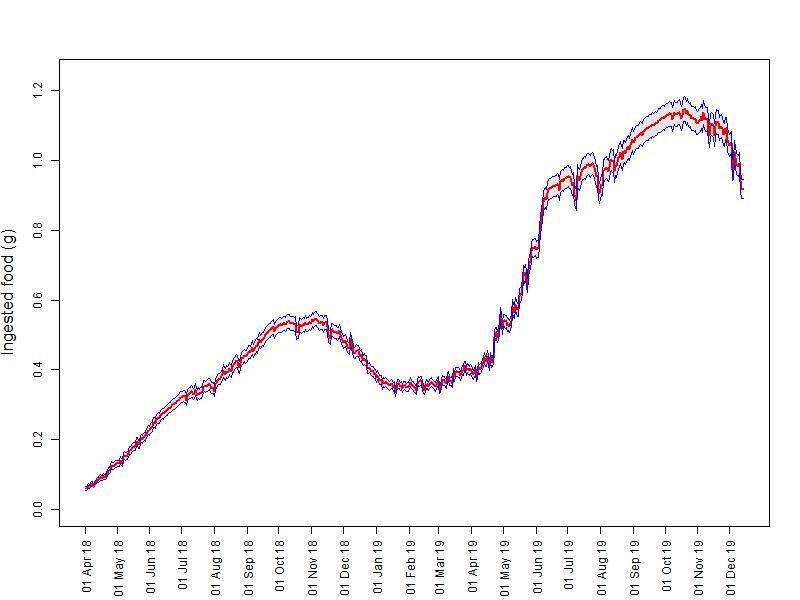 Ingested food (g)
1.2
1.0
0.8
0.6
0.4
0.2
0.0
01 Apr 18
01 May 18
01 Jun 18
01 Jul 18
01 Aug 18
01 Sep 18
01 Oct 18
01 Nov 18
01 Dec 18
01 Jan 19
01 Feb 19
01 Mar 19
01 Apr 19
01 May 19
01 Jun 19
01 Jul 19
01 Aug 19
01 Sep 19
01 Oct 19
01 Nov 19
01 Dec 19